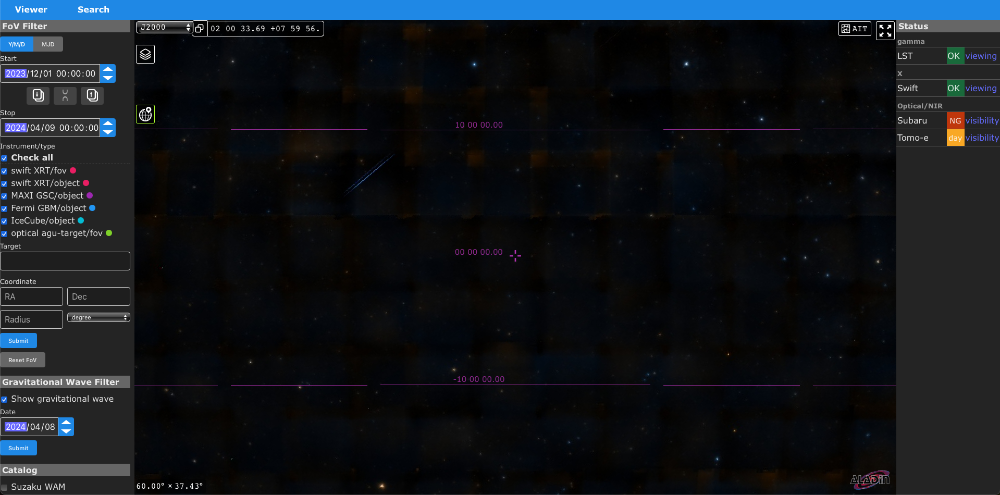 Viewer Search
FoV Filter
Y/M/D MJD
Start
2023/12/01 00:00:00
Stop
2024/04/09 00:00:00
Instrument/type
Check all
swift XRT/fov
swift XRT/object
MAXI GSC/object
Fermi GBM/object
IceCube/object
optical agu-target/fov
Target
Coordinate
RA Dec
Radius degree
Submit
Reset FoV
Gravitational Wave Filter
Show gravitational wave
Date
2024/04/08
Submit
Catalog
Suzaku WAM
J2000 02 00 33.69 +07 59 56.
AIT
10 00 00.00
00 00 00.00
-10 00 00.00
60.00° × 37.43°
ALADiN
Status
gamma
LST OK viewing
X
Swift OK viewing
Optical/NIR
Subaru NG visibility
Tomo-e day visibility